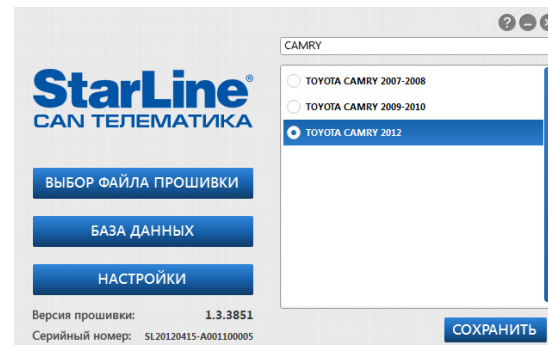 CAMRY
StarLine®
CAN ТЕЛЕМАТИКА
TOYOTA CAMRY 2007-2008
TOYOTA CAMRY 2009-2010
TOYOTA CAMRY 2012
ВЫБОР ФАЙЛА ПРОШИВКИ
БАЗА ДАННЫХ
НАСТРОЙКИ
Версия прошивки: 1.3.3851
Серийный номер: SL20120415-A001100005
СОХРАНИТЬ